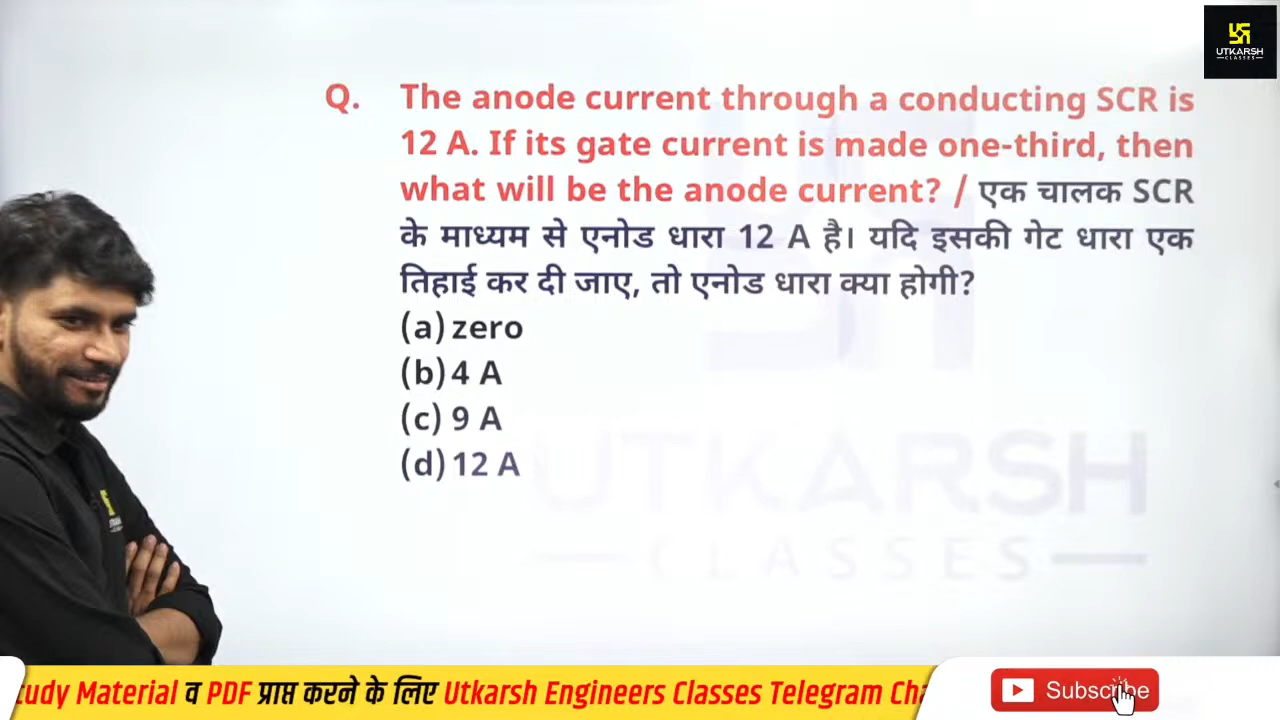 UTKARSH
CLASSES
Q. The anode current through a conducting SCR is
12 A. If its gate current is made one-third, then
what will be the anode current? / एक चालक SCR
के माध्यम से एनोड धारा 12 A है। यदि इसकी गेट धारा एक
तिहाई कर दी जाए, तो एनोड धारा क्या होगी?
(a) zero
(b) 4 A
(c) 9 A
(d) 12 A
UTKARSH
CLASSES
tudy Material व PDF प्राप्त करने के लिए Utkarsh Engineers Classes Telegram Cha
Subscribe